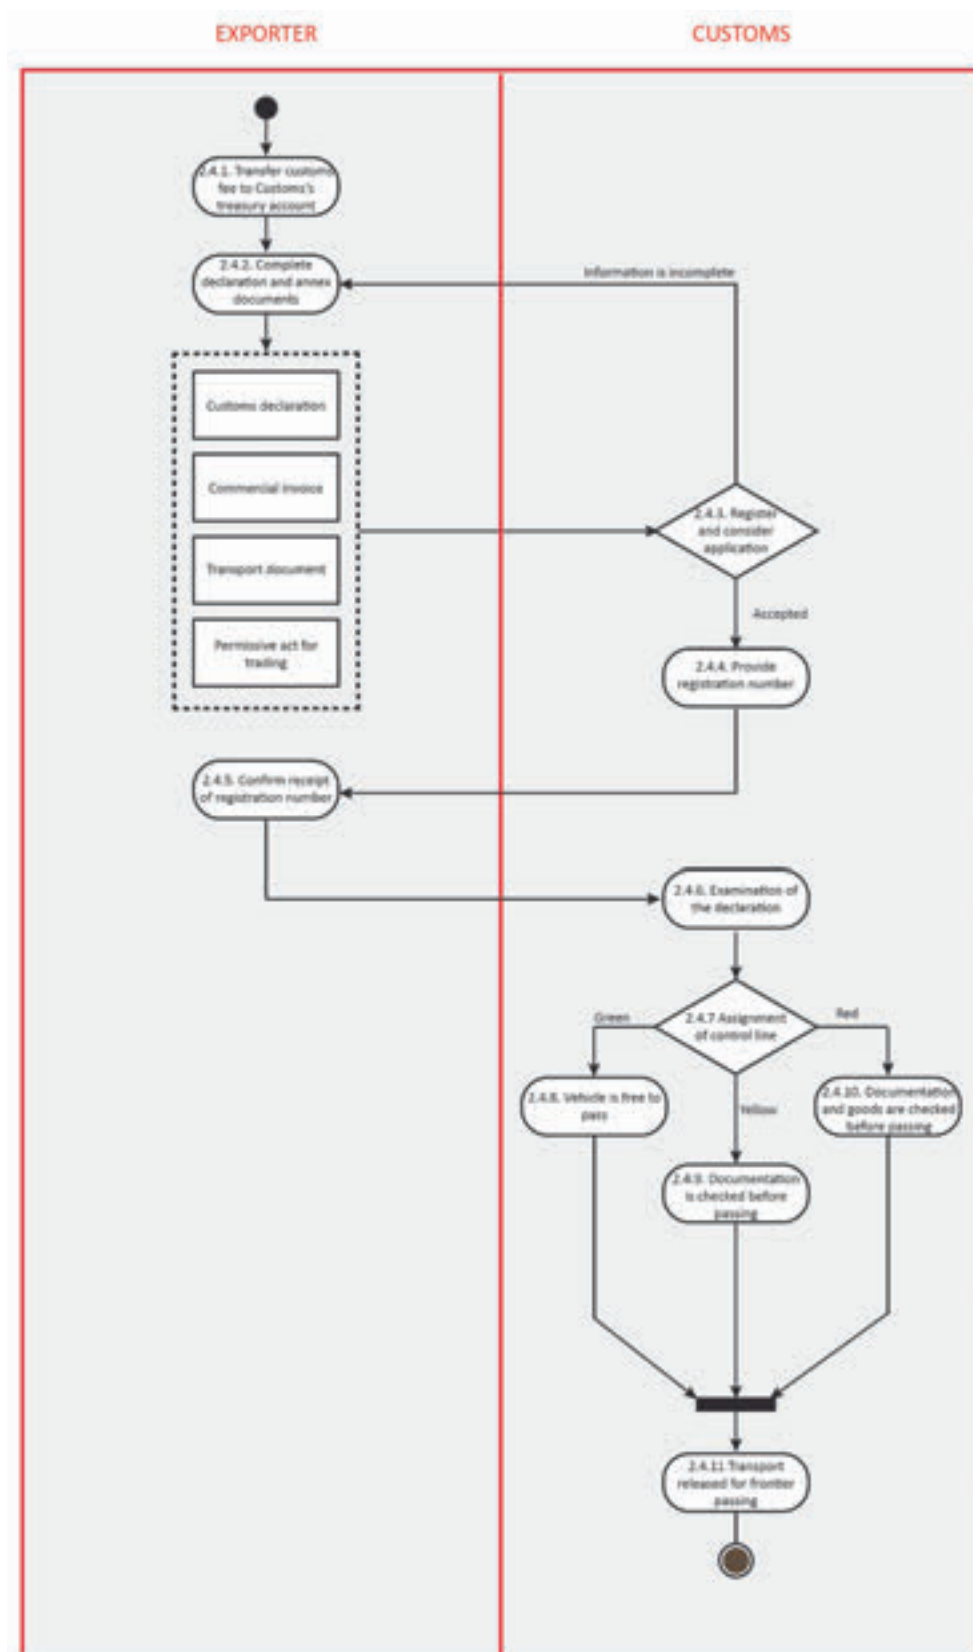 EXPORTER
CUSTOMS
2.4.1. Transfer customs
fee to Customs's
treasury account
2.4.2. Complete
declaration and annex
documents
Information is incomplete
Customs declaration
Commercial invoice
Transport document
Permissive act for
trading
2.4.3. Register
and consider
application
Accepted
2.4.4. Provide
registration number
2.4.5. Confirm receipt
of registration number
2.4.6. Examination of
the declaration
2.4.7 Assignment
of control line
Green
Red
Yellow
2.4.8. Vehicle is free to
pass
2.4.10. Documentation
and goods are checked
before passing
2.4.9. Documentation
is checked before
passing
2.4.11 Transport
released for frontier
passing